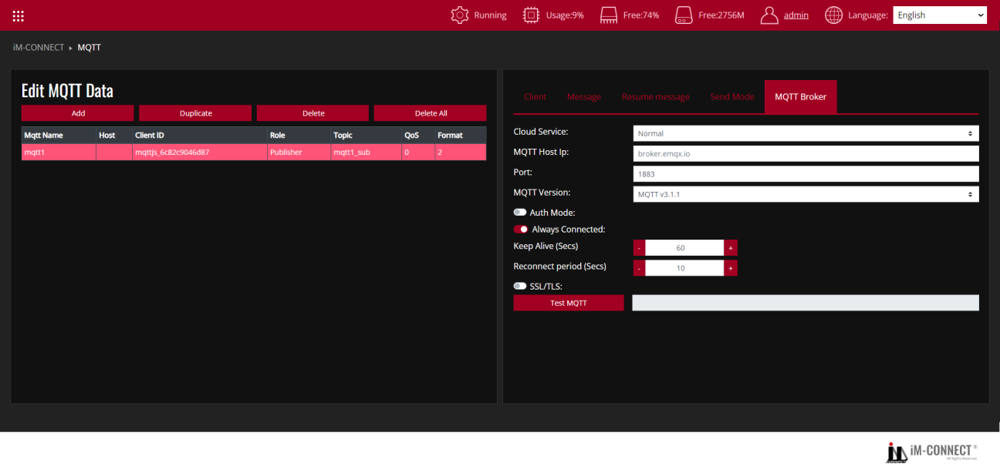 Running Usage:9% Free:74% Free:2756M admin Language: English
iM-CONNECT ▸ MQTT
Edit MQTT Data
Add Duplicate Delete Delete All
Mqtt Name Host Client ID Role Topic QoS Format
mqtt1 mqttjs_6c82c9046d87 Publisher mqtt1_sub 0 2
Client Message Resume message Send Mode MQTT Broker
Cloud Service: Normal
MQTT Host Ip: broker.emqx.io
Port: 1883
MQTT Version: MQTT v3.1.1
Auth Mode:
Always Connected:
Keep Alive (Secs) - 60 +
Reconnect period (Secs) - 10 +
SSL/TLS:
Test MQTT
iM-CONNECT ®
All Rights Reserved.